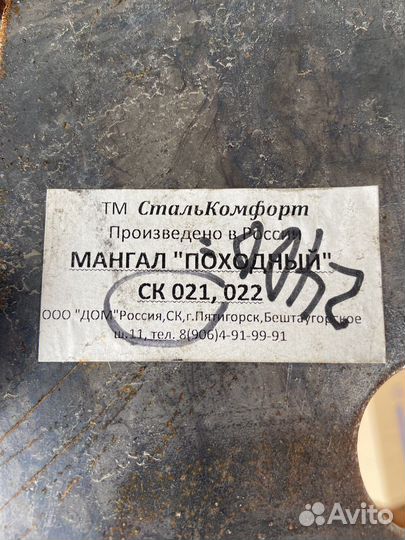 ТМ СтальКомфорт
Произведено в России
МАНГАЛ "ПОХОДНЫЙ"
СК 021, 022
ООО "ДОМ"Россия,СК,г.Пятигорск,Бештаугорское
ш.11, тел. 8(906)4-91-99-91
Avito